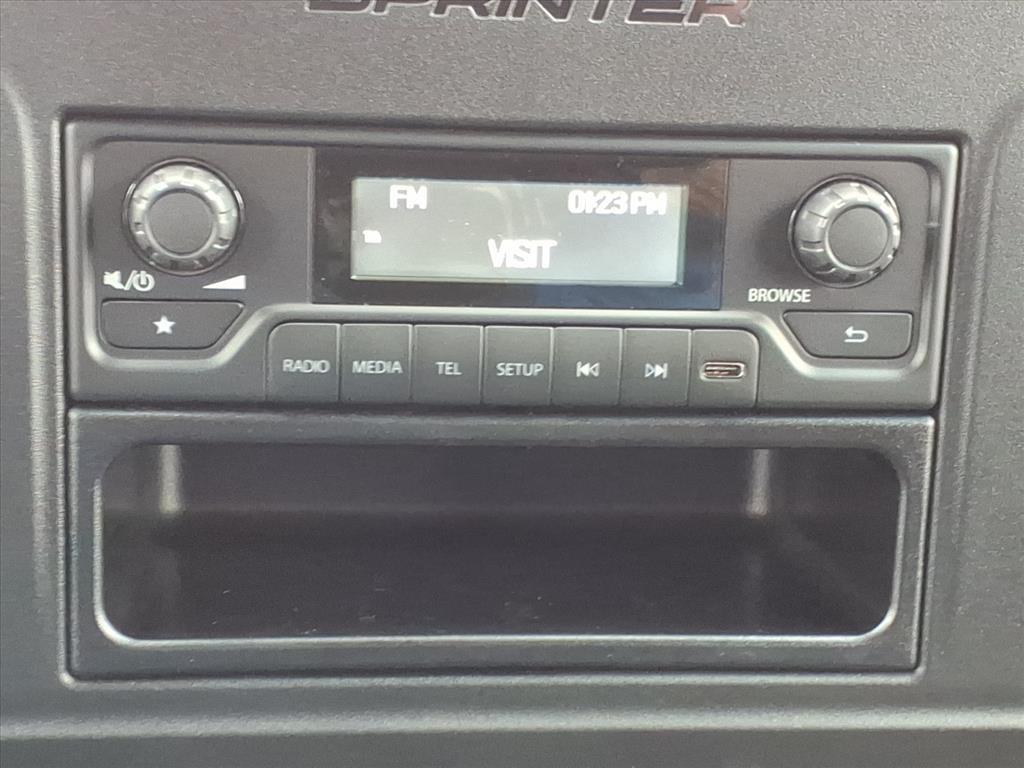 SPRINTER
FM 01:23 PM
VISIT
BROWSE
RADIO MEDIA TEL SETUP